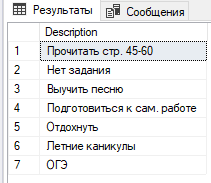 Результаты Сообщения
Description
1 Прочитать стр. 45-60
2 Нет задания
3 Выучить песню
4 Подготовиться к сам. работе
5 Отдохнуть
6 Летние каникулы
7 ОГЭ